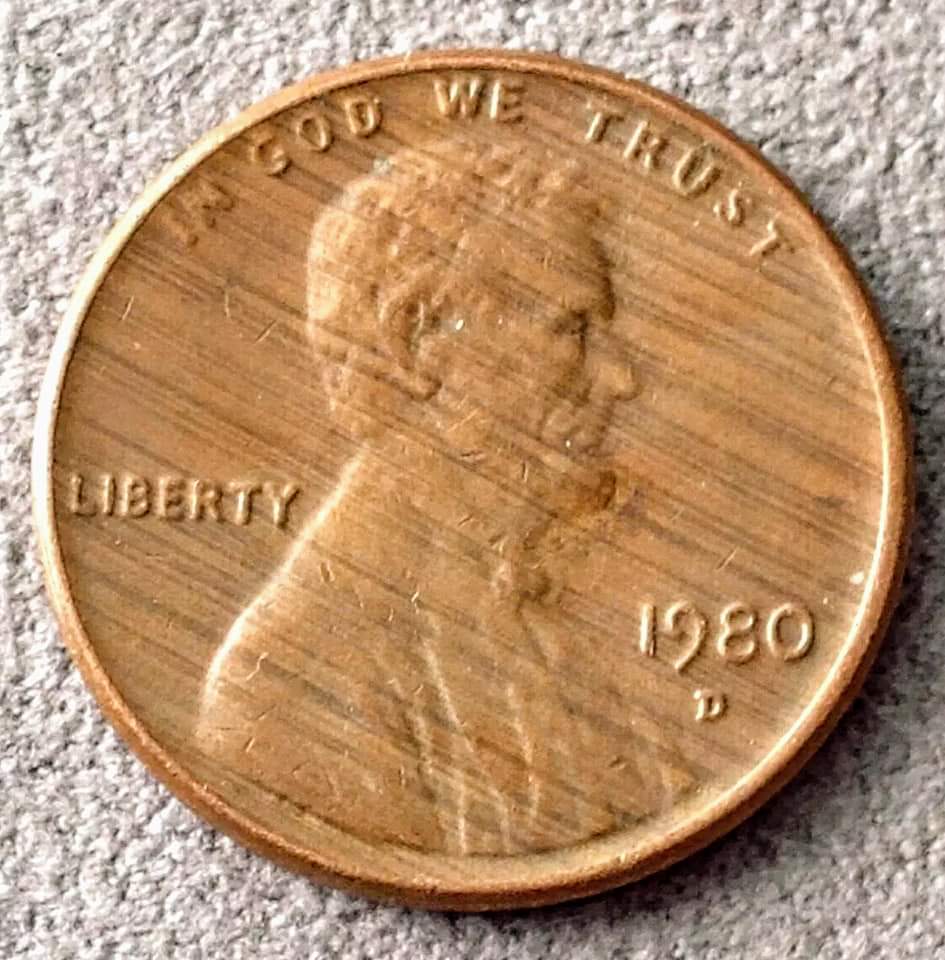 IN GOD WE TRUST
LIBERTY
1980
D